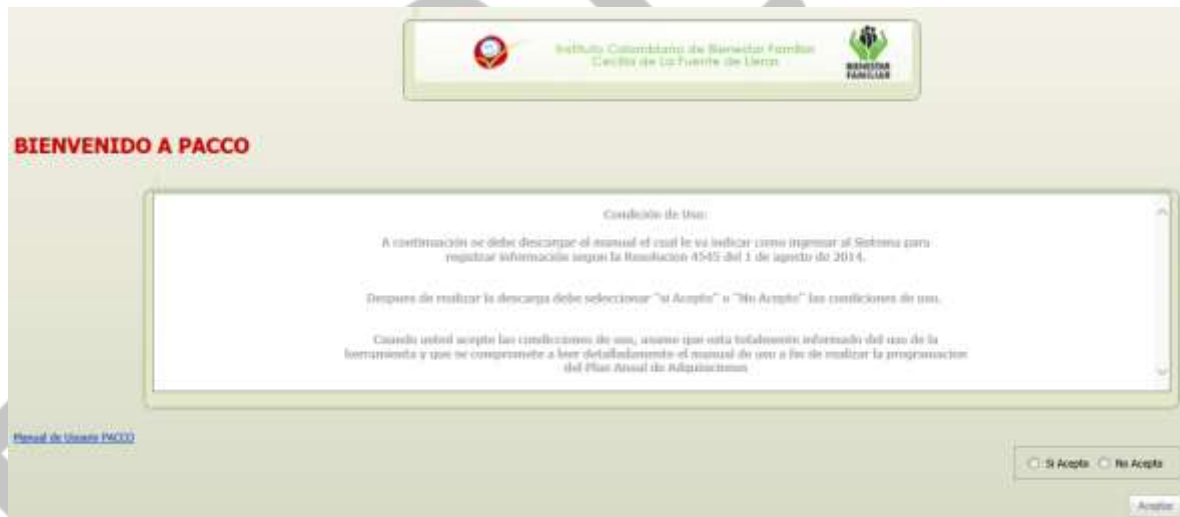 Instituto Colombiano de Bienestar Familiar
Cecilia de La Fuente de Lleras
BIENESTAR
FAMILIAR
BIENVENIDO A PACCO
Condición de Uso:
A continuación se debe descargar el manual el cual le va indicar como ingresar al Sistema para
registrar información segun la Resolucion 4545 del 1 de agosto de 2014.
Despues de realizar la descarga debe seleccionar "si Acepto" o "No Acepto" las condiciones de uso.
Cuando usted acepte las condiciones de uso, asume que esta totalmente informado del uso de la
herramienta y que se compromete a leer detalladamente el manual de uso a fin de realizar la programacion
del Plan Anual de Adquisiciones
Manual de Usuario PACCO
Si Acepto No Acepto
Aceptar